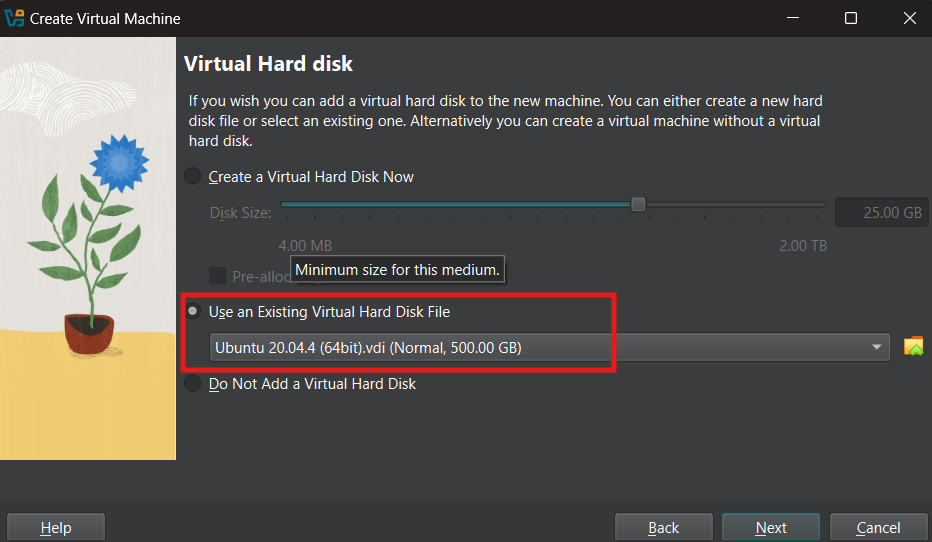 Create Virtual Machine
Virtual Hard disk
If you wish you can add a virtual hard disk to the new machine. You can either create a new hard
disk file or select an existing one. Alternatively you can create a virtual machine without a virtual
hard disk.
Create a Virtual Hard Disk Now
Disk Size:
25.00 GB
4.00 MB
2.00 TB
Minimum size for this medium.
Use an Existing Virtual Hard Disk File
Ubuntu 20.04.4 (64bit).vdi (Normal, 500.00 GB)
Do Not Add a Virtual Hard Disk
Help
Back
Next
Cancel